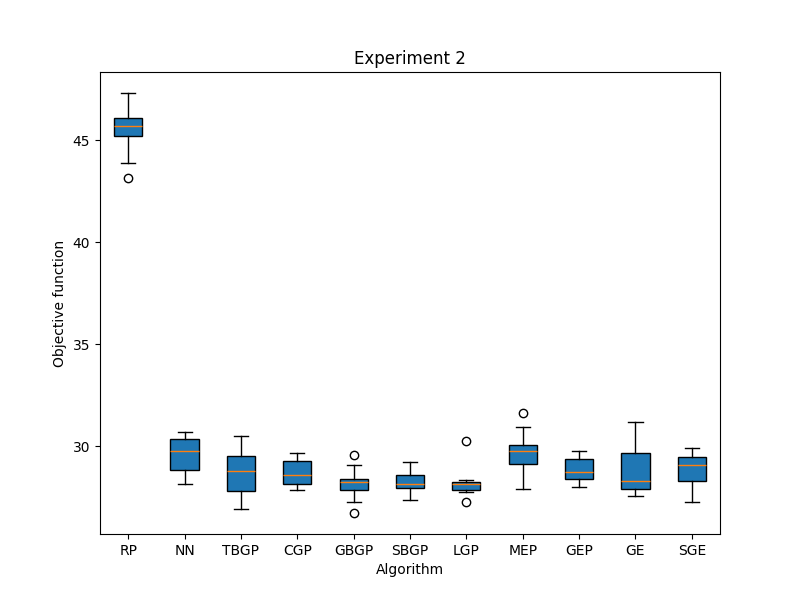 Experiment 2
Objective function
45
40
35
30
RP NN TBGP CGP GBGP SBGP LGP MEP GEP GE SGE
Algorithm